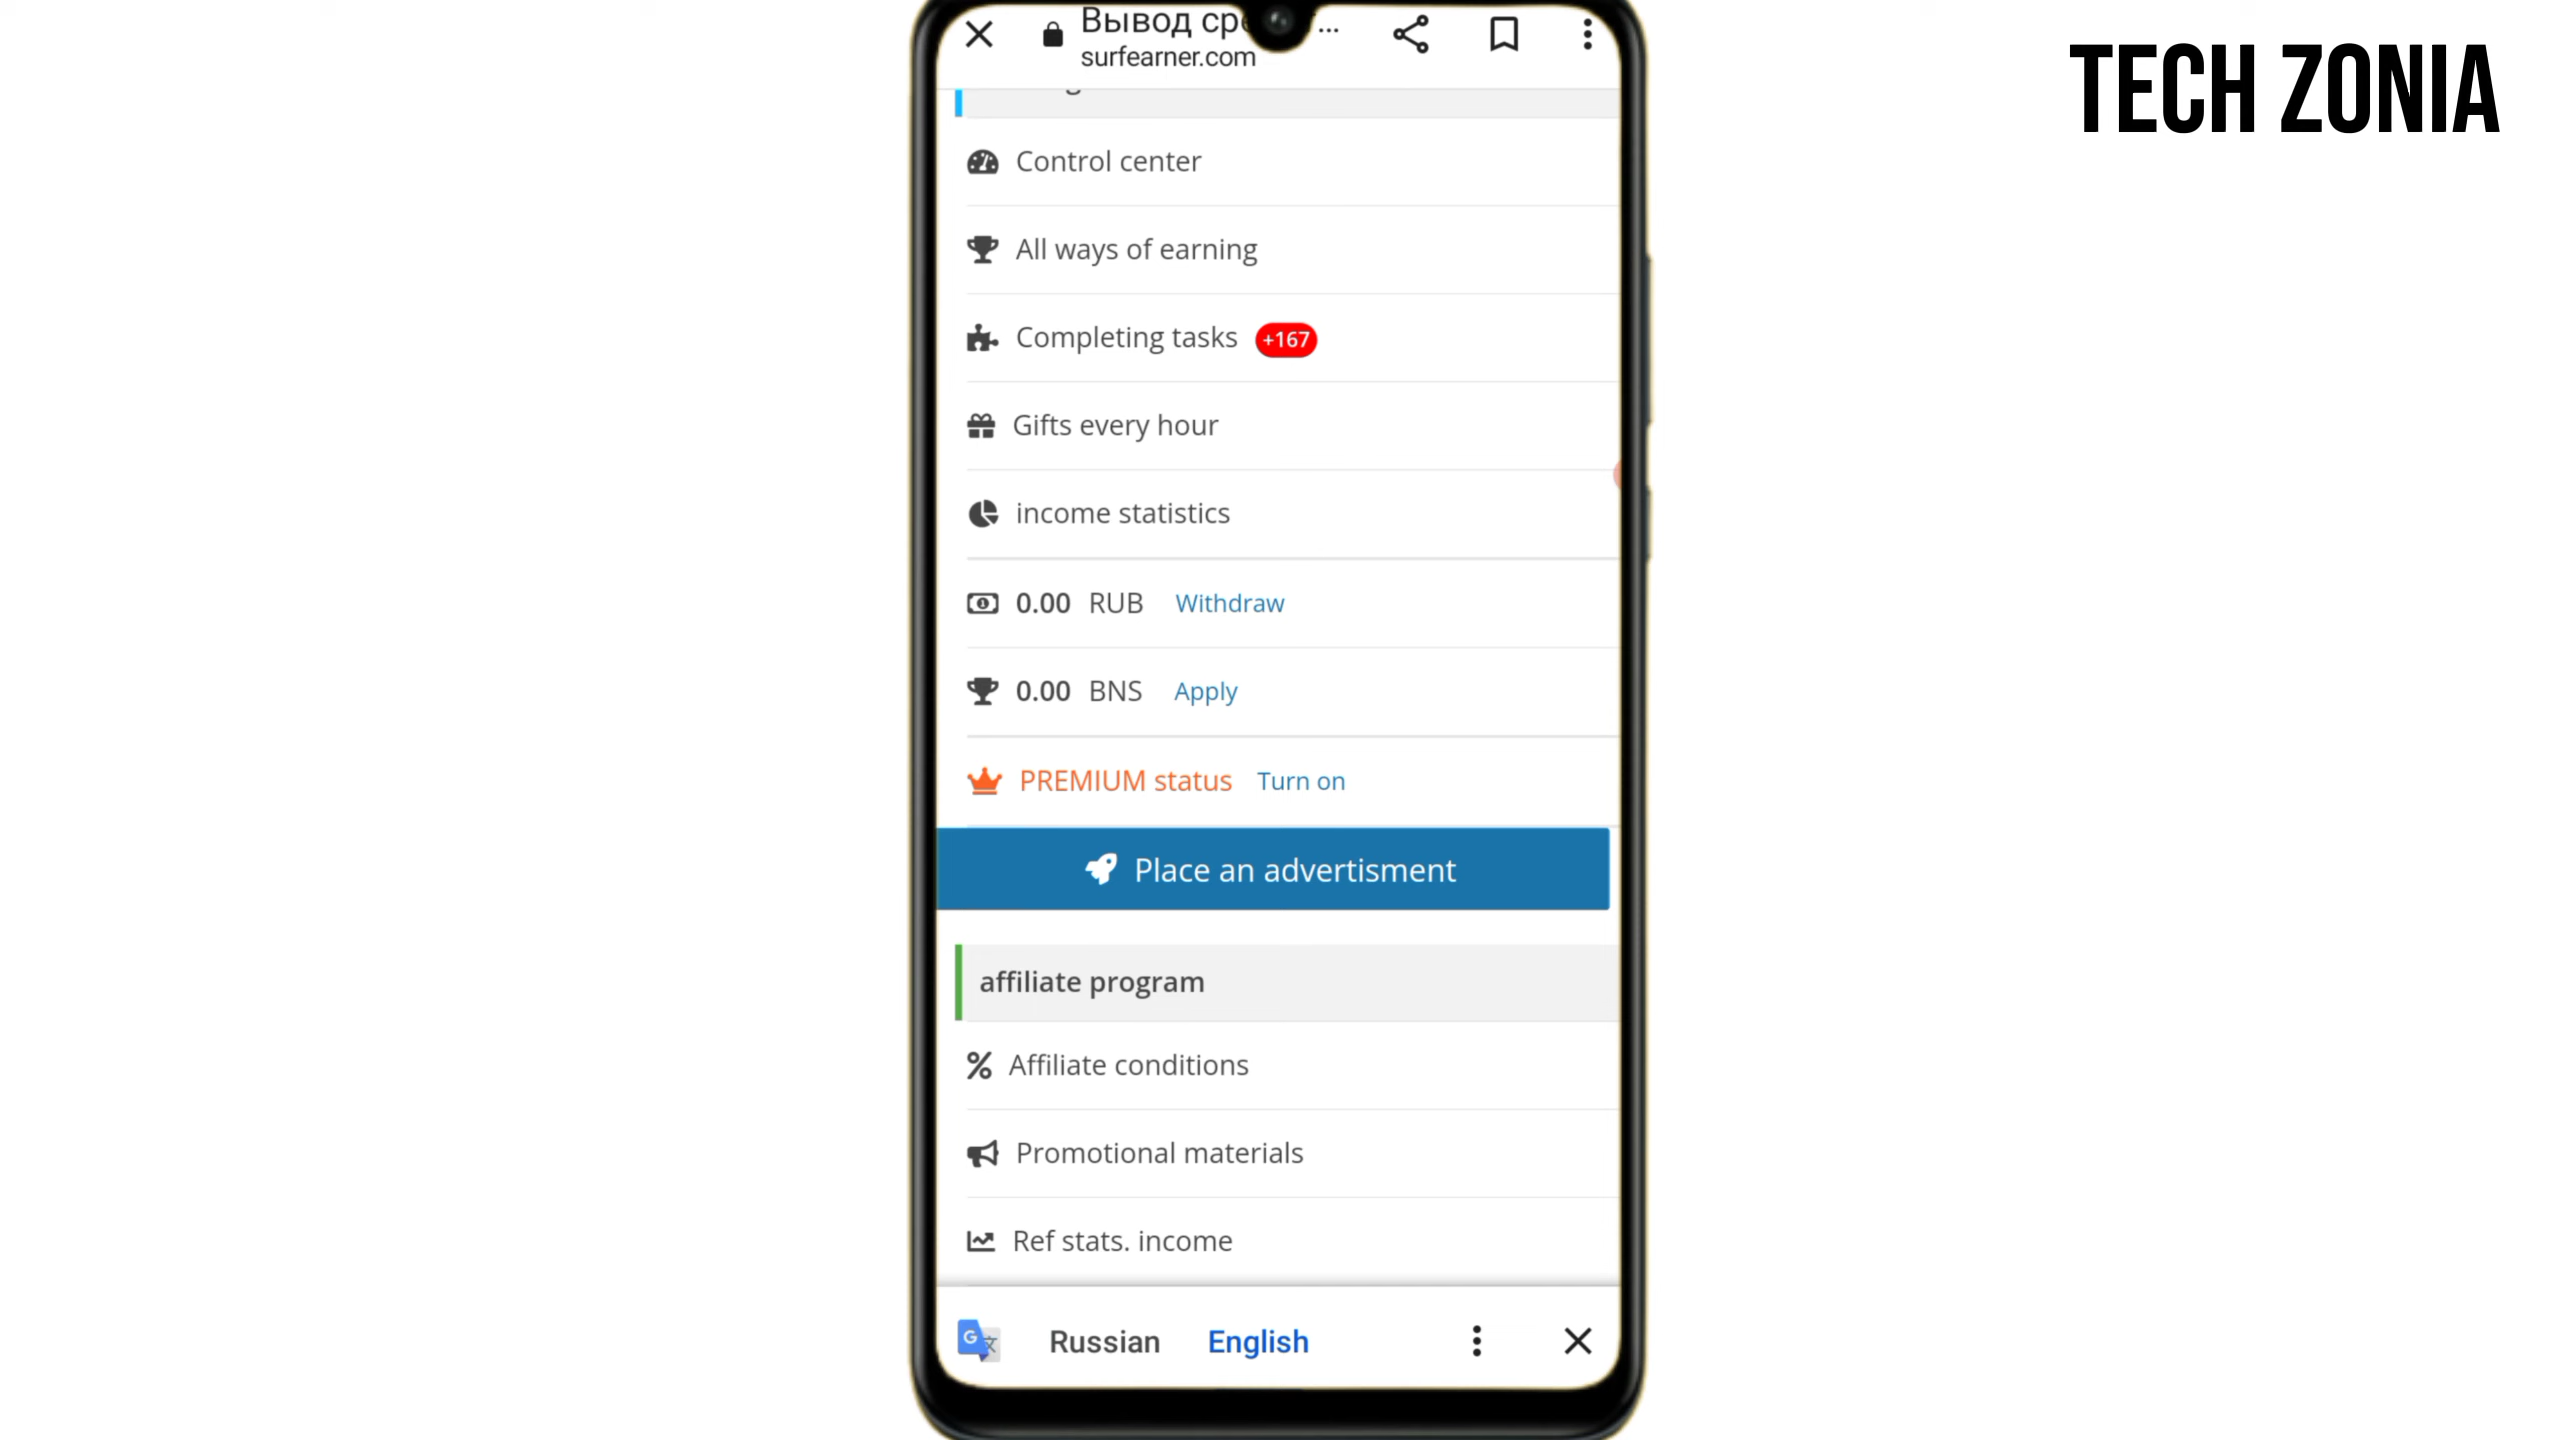 TECH ZONIA
Вывод
surfearner.com
Control center
All ways of earning
Completing tasks +167
Gifts every hour
income statistics
0.00 RUB Withdraw
0.00 BNS Apply
PREMIUM status Turn on
Place an advertisment
affiliate program
Affiliate conditions
Promotional materials
Ref stats. income
Russian English